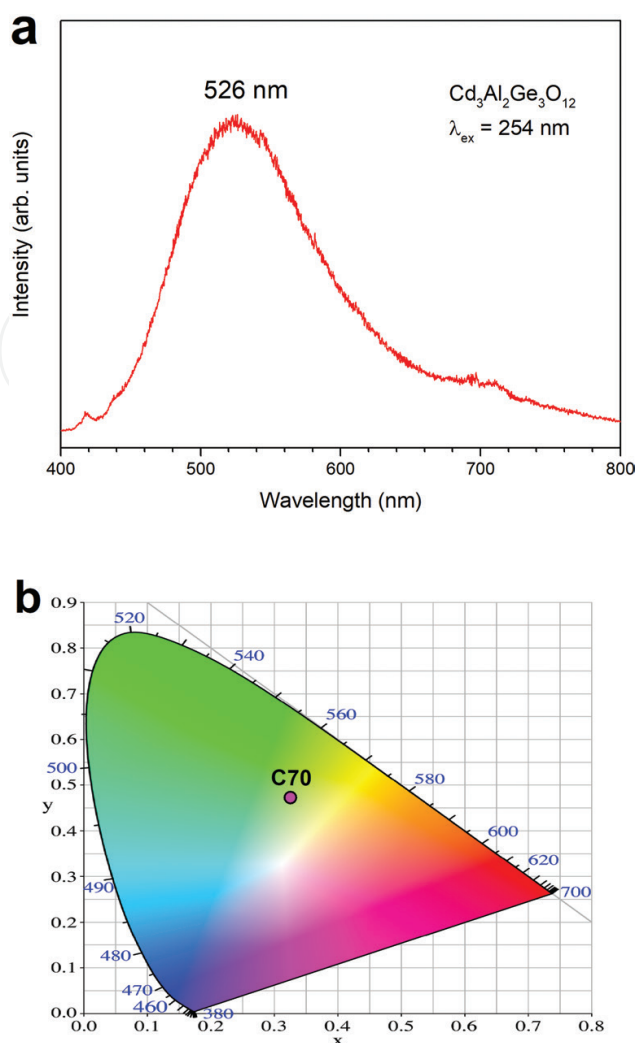 a
526 nm
Cd₃Al₂Ge₃O₁₂
λex = 254 nm
Intensity (arb. units)
400 500 600 700 800
Wavelength (nm)
b
0.9
0.8
0.7
0.6
0.5
y
0.4
0.3
0.2
0.1
0.0
520
540
560
500
C70
580
600
620
490
700
480
470
460
380
0.0 0.1 0.2 0.3 0.4 0.5 0.6 0.7 0.8
x